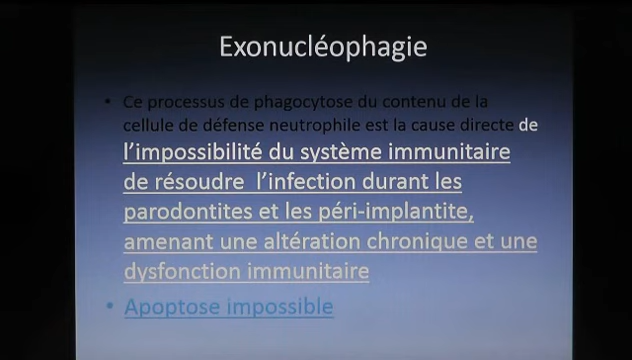 Exonucléophagie
• Ce processus de phagocytose du contenu de la
cellule de défense neutrophile est la cause directe de
l'impossibilité du système immunitaire
de résoudre l'infection durant les
parodontites et les péri-implantite,
amenant une altération chronique et une
dysfonction immunitaire
• Apoptose impossible